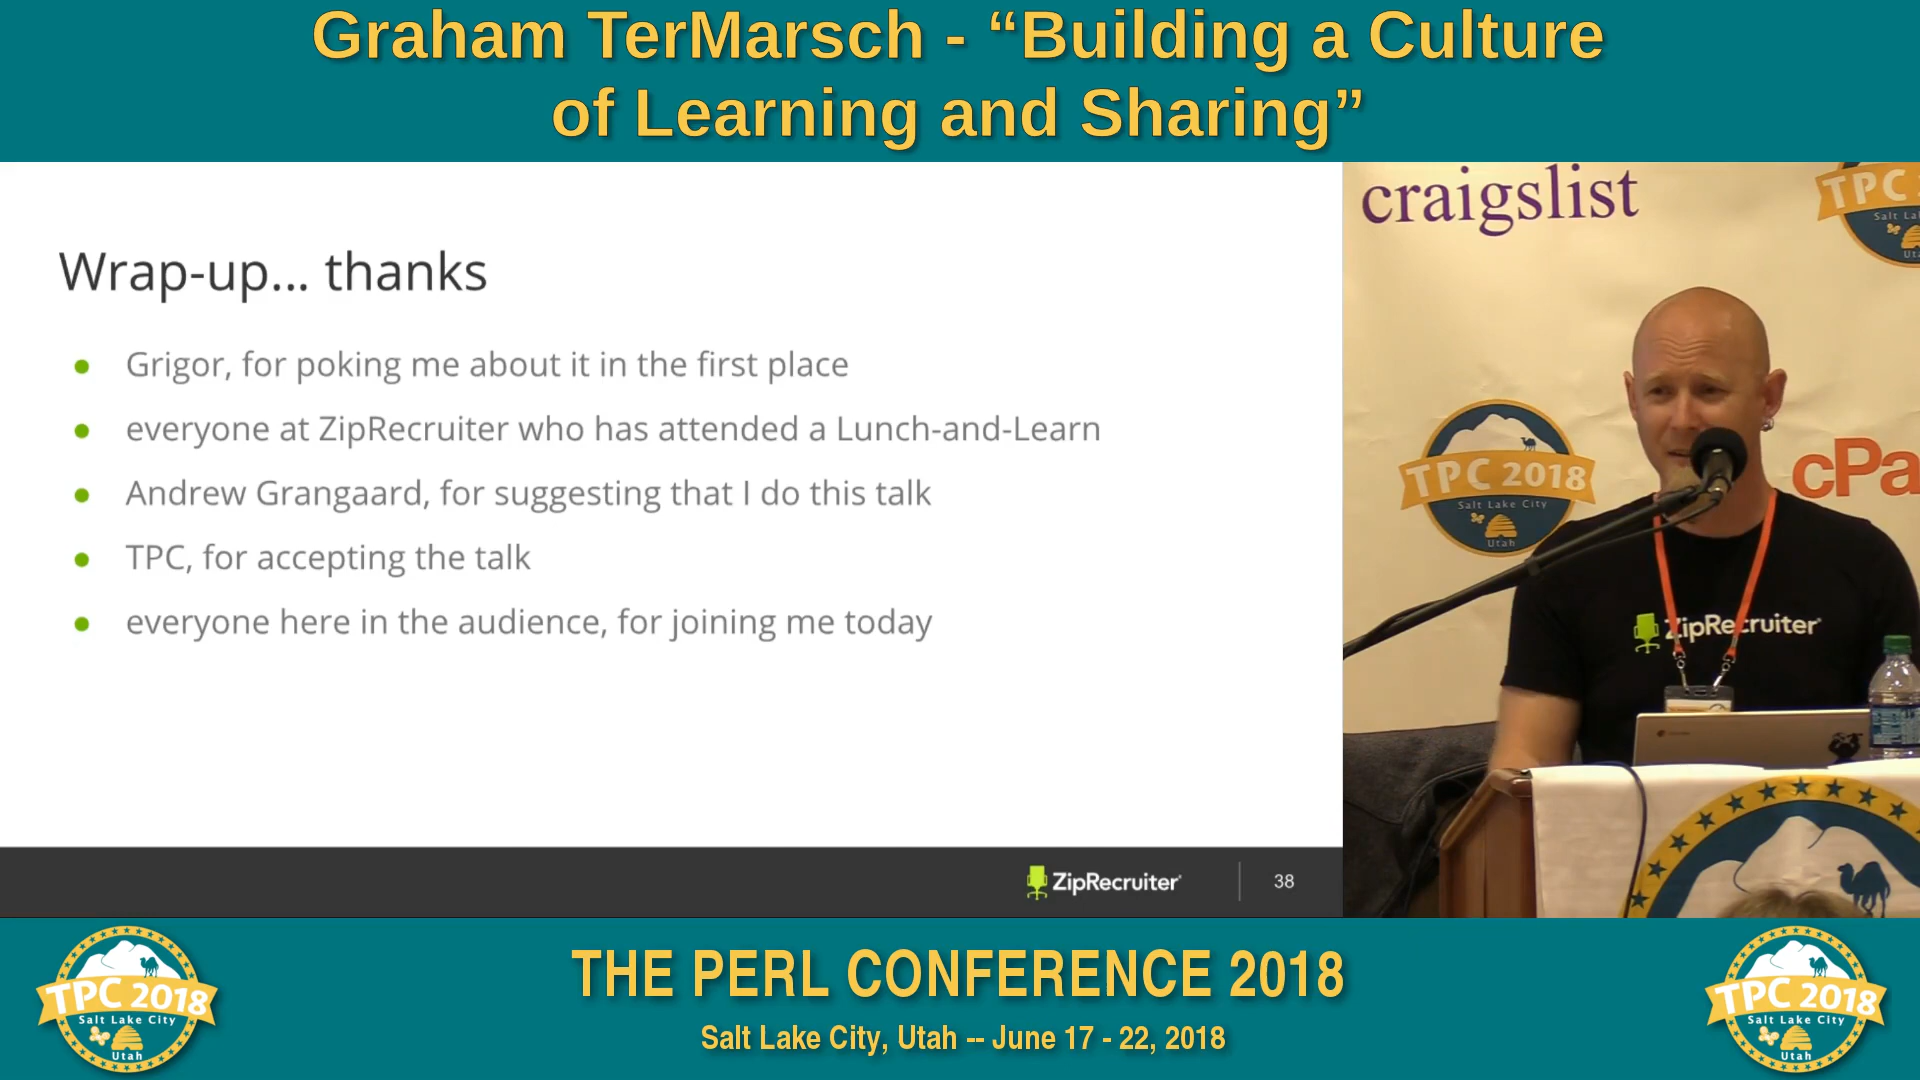 Graham TerMarsch - “Building a Culture
of Learning and Sharing”
Wrap-up... thanks
● Grigor, for poking me about it in the first place
● everyone at ZipRecruiter who has attended a Lunch-and-Learn
● Andrew Grangaard, for suggesting that I do this talk
● TPC, for accepting the talk
● everyone here in the audience, for joining me today
ZipRecruiter
38
craigslist
TPC
Salt La
Ut
TPC 2018
Salt Lake City
Utah
cPa
ZipRecruiter
TPC 2018
Salt Lake City
Utah
THE PERL CONFERENCE 2018
Salt Lake City, Utah -- June 17 - 22, 2018
TPC 2018
Salt Lake City
Utah